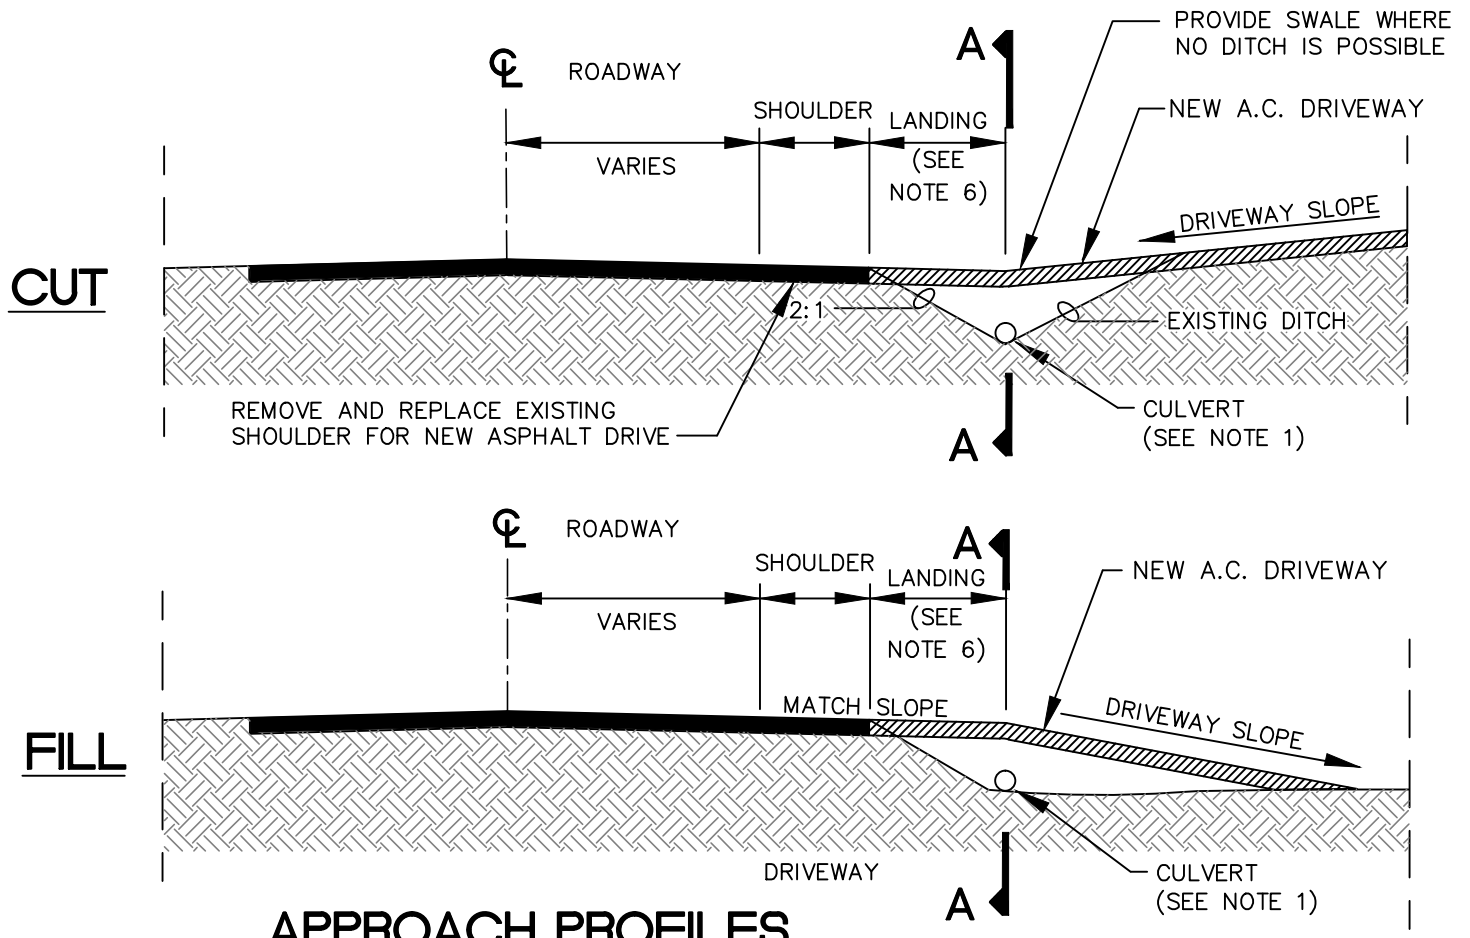 PROVIDE SWALE WHERE
NO DITCH IS POSSIBLE
A
℄ ROADWAY
SHOULDER
LANDING
NEW A.C. DRIVEWAY
VARIES
(SEE
NOTE 6)
DRIVEWAY SLOPE
CUT
2:1
EXISTING DITCH
REMOVE AND REPLACE EXISTING
SHOULDER FOR NEW ASPHALT DRIVE
CULVERT
(SEE NOTE 1)
A
℄ ROADWAY
A
SHOULDER
LANDING
NEW A.C. DRIVEWAY
VARIES
(SEE
NOTE 6)
MATCH SLOPE
DRIVEWAY SLOPE
FILL
DRIVEWAY
CULVERT
(SEE NOTE 1)
A
APPROACH PROFILES